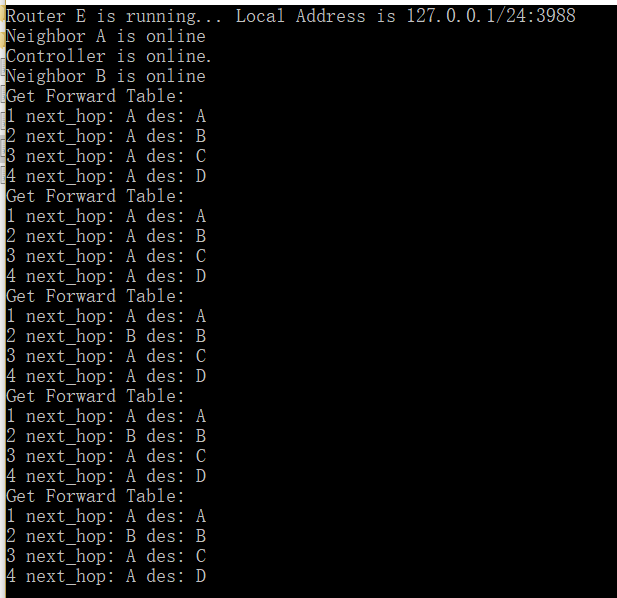 Router E is running... Local Address is 127.0.0.1/24:3988
Neighbor A is online
Controller is online.
Neighbor B is online
Get Forward Table:
1 next_hop: A des: A
2 next_hop: A des: B
3 next_hop: A des: C
4 next_hop: A des: D
Get Forward Table:
1 next_hop: A des: A
2 next_hop: A des: B
3 next_hop: A des: C
4 next_hop: A des: D
Get Forward Table:
1 next_hop: A des: A
2 next_hop: B des: B
3 next_hop: A des: C
4 next_hop: A des: D
Get Forward Table:
1 next_hop: A des: A
2 next_hop: B des: B
3 next_hop: A des: C
4 next_hop: A des: D
Get Forward Table:
1 next_hop: A des: A
2 next_hop: B des: B
3 next_hop: A des: C
4 next_hop: A des: D